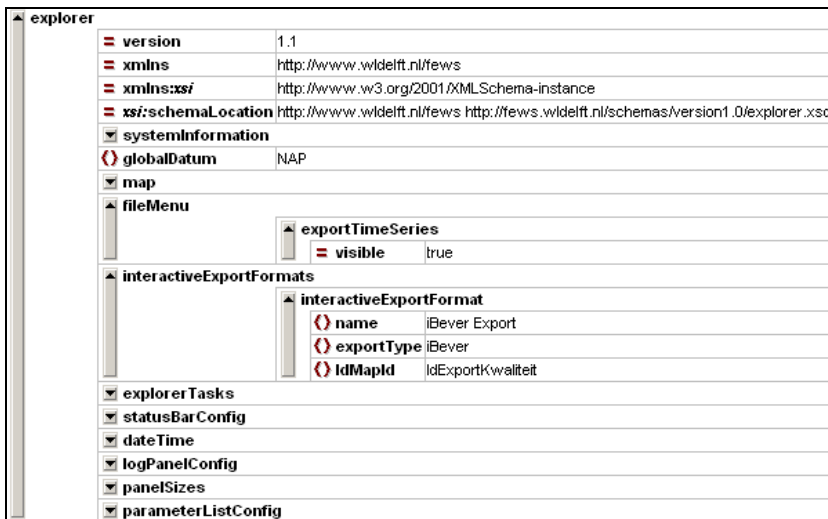 explorer
= version 1.1
= xmlns http://www.wldelft.nl/fews
= xmlns:xsi http://www.w3.org/2001/XMLSchema-instance
= xsi:schemaLocation http://www.wldelft.nl/fews http://fews.wldelft.nl/schemas/version1.0/explorer.xsd
systemInformation
() globalDatum NAP
map
fileMenu
exportTimeSeries
= visible true
interactiveExportFormats
interactiveExportFormat
() name iBever Export
() exportType iBever
() IdMapId IdExportKwaliteit
explorerTasks
statusBarConfig
dateTime
logPanelConfig
panelSizes
parameterListConfig